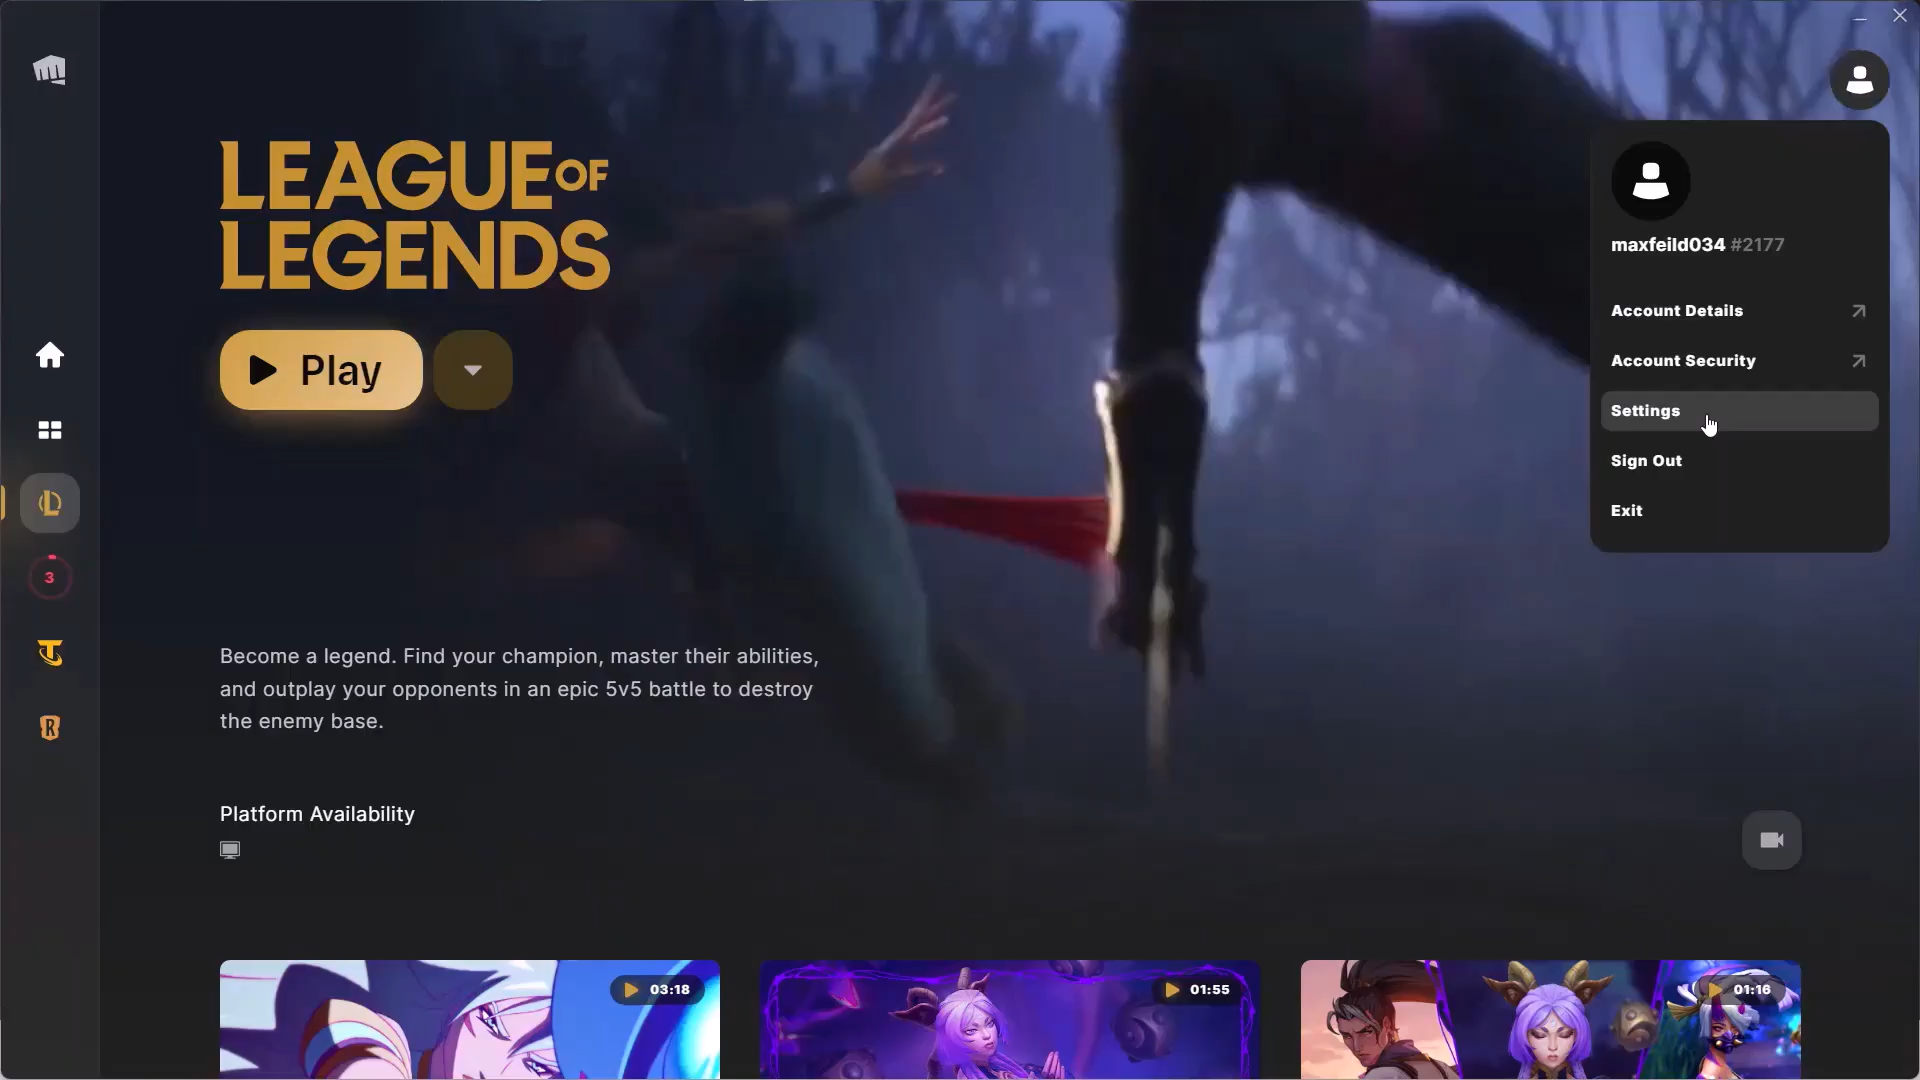 LEAGUE OF
LEGENDS
Play
maxfeild034 #2177
Account Details
Account Security
Settings
Sign Out
Exit
3
Become a legend. Find your champion, master their abilities,
and outplay your opponents in an epic 5v5 battle to destroy
the enemy base.
Platform Availability
03:18
01:55
01:16